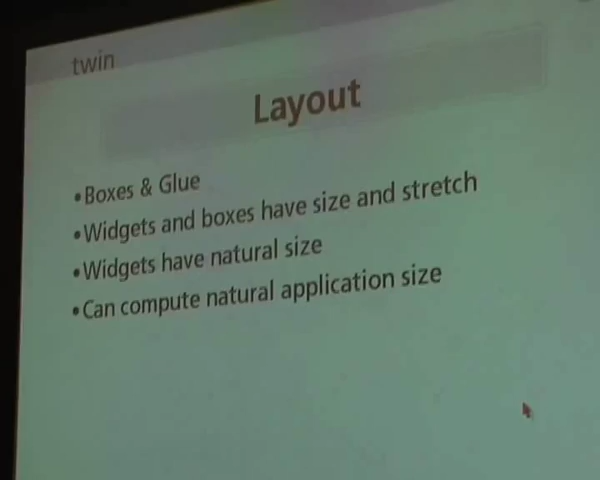 twin
Layout
•Boxes & Glue
•Widgets and boxes have size and stretch
•Widgets have natural size
•Can compute natural application size